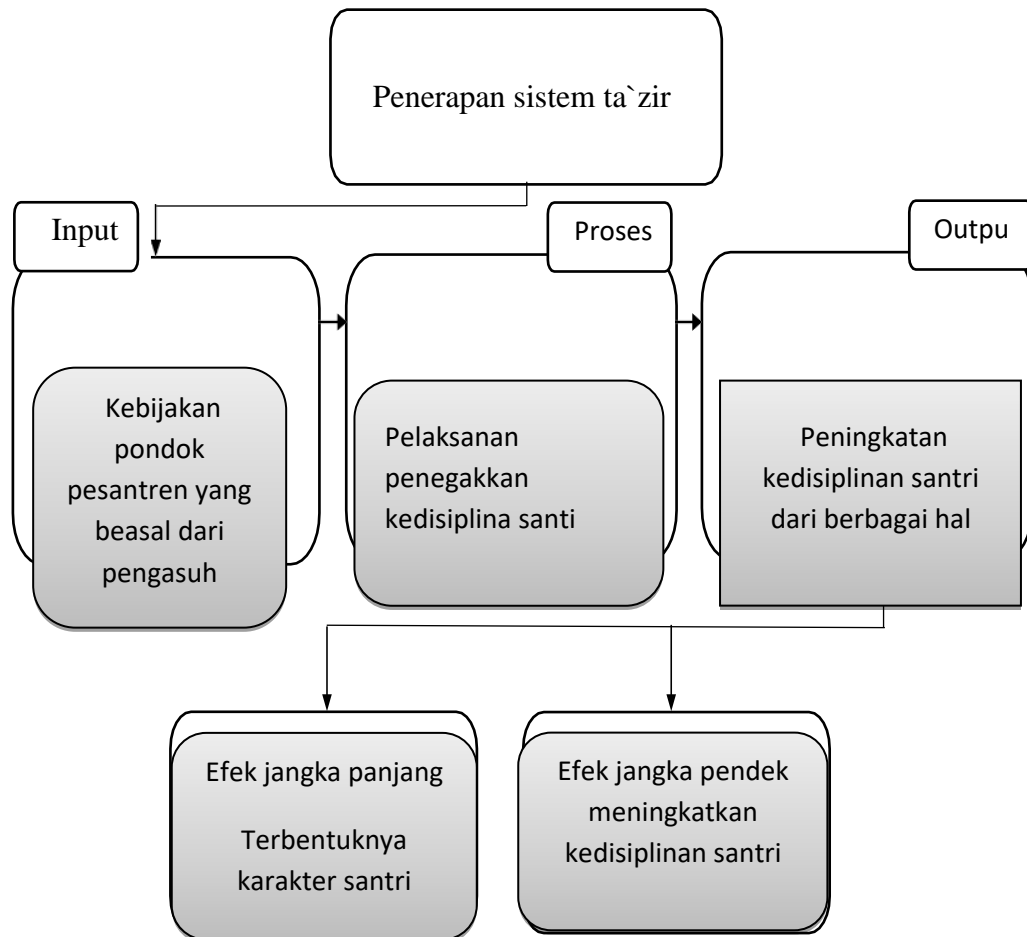 Penerapan sistem ta`zir
Input
Proses
Outpu
Kebijakan
pondok
pesantren yang
beasal dari
pengasuh
Pelaksanan
penegakkan
kedisiplina santi
Peningkatan
kedisiplinan santri
dari berbagai hal
Efek jangka panjang
Terbentuknya
karakter santri
Efek jangka pendek
meningkatkan
kedisiplinan santri